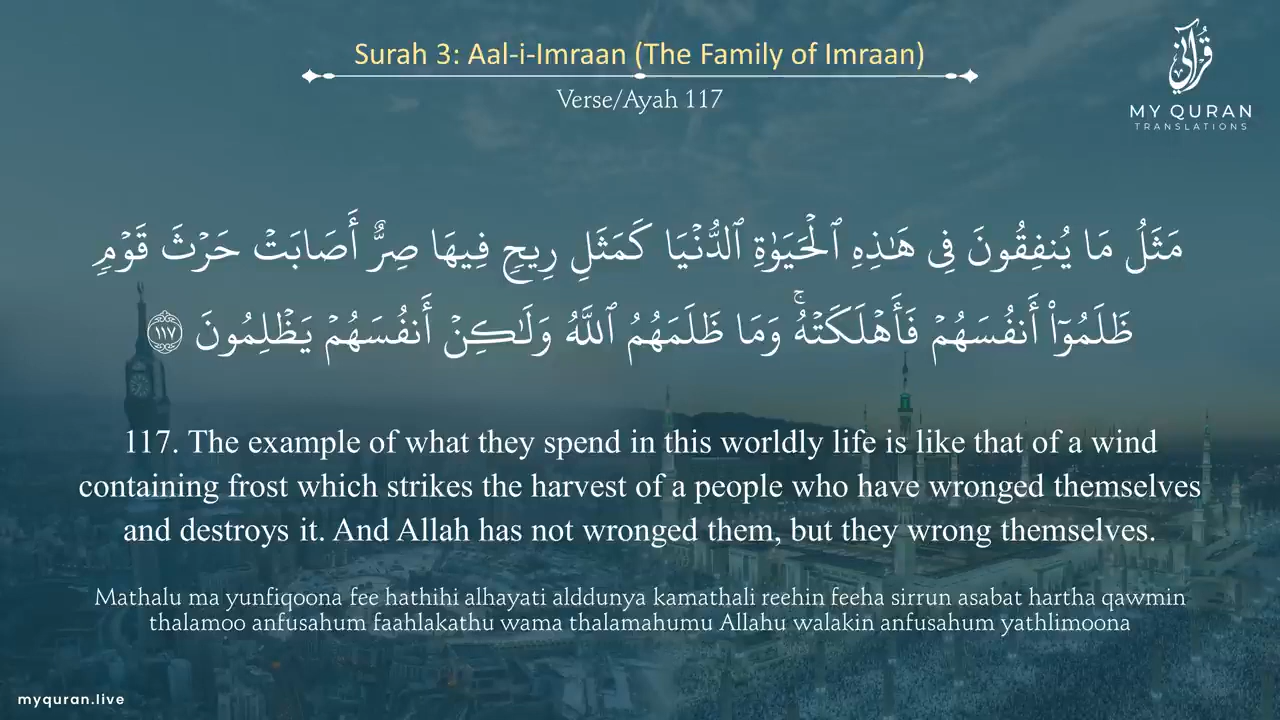 Surah 3: Aal-i-Imraan (The Family of Imraan)
Verse/Ayah 117
MY QURAN
TRANSLATIONS
مَثَلُ مَا يُنفِقُونَ فِى هَـٰذِهِ ٱلْحَيَوٰةِ ٱلدُّنْيَا كَمَثَلِ رِيحٍ فِيهَا صِرٌّ أَصَابَتْ حَرْثَ قَوْمٍ
ظَلَمُوٓا۟ أَنفُسَهُمْ فَأَهْلَكَتْهُ ۚ وَمَا ظَلَمَهُمُ ٱللَّهُ وَلَـٰكِنْ أَنفُسَهُمْ يَظْلِمُونَ ١١٧
117. The example of what they spend in this worldly life is like that of a wind
containing frost which strikes the harvest of a people who have wronged themselves
and destroys it. And Allah has not wronged them, but they wrong themselves.
Mathalu ma yunfiqoona fee hathihi alhayati alddunya kamathali reehin feeha sirrun asabat hartha qawmin
thalamoo anfusahum faahlakathu wama thalamahumu Allahu walakin anfusahum yathlimoona
myquran.live